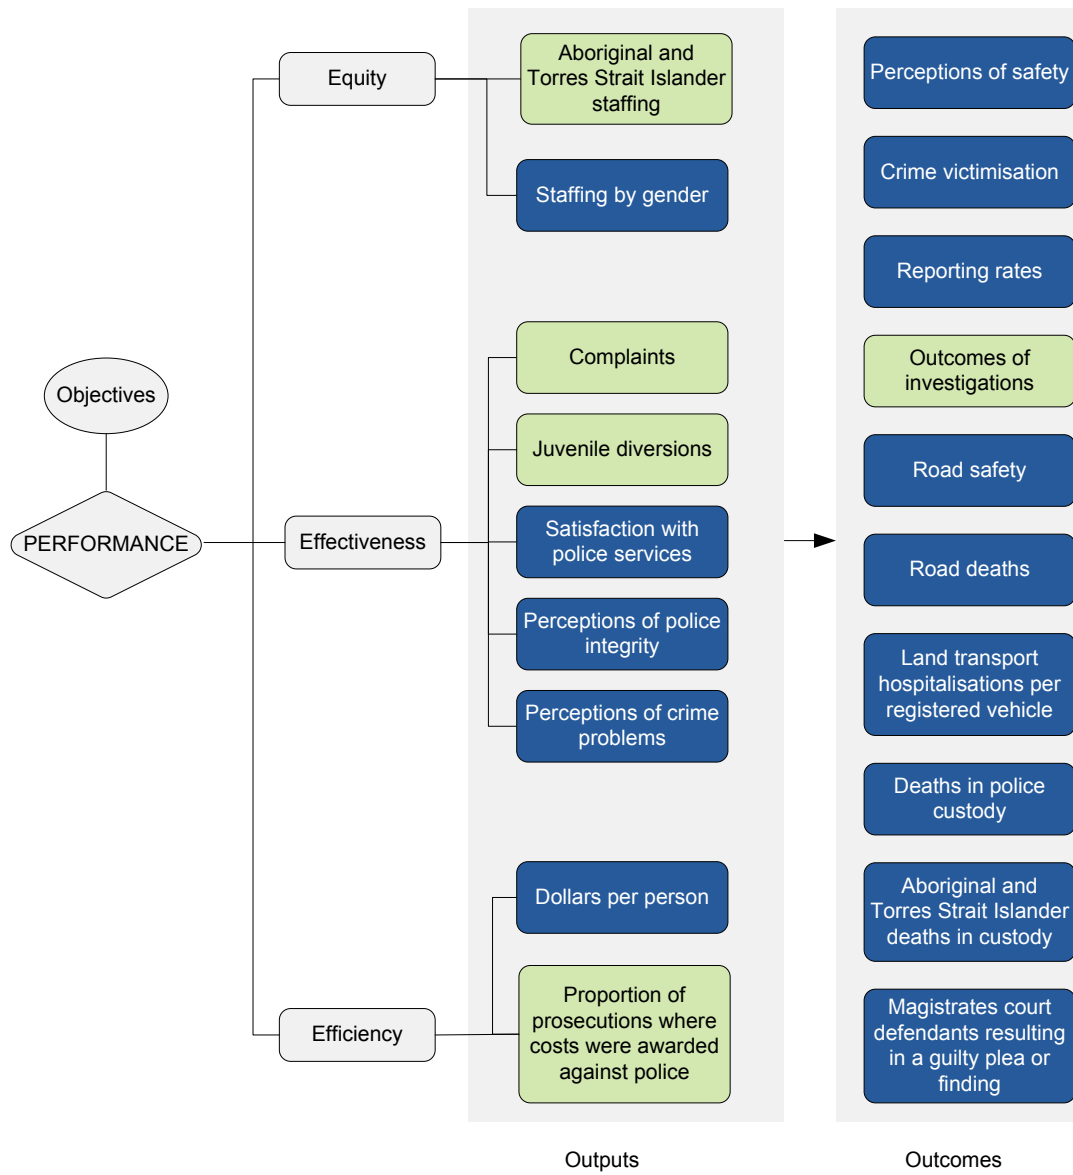 Objectives
PERFORMANCE
Equity
Effectiveness
Efficiency
Aboriginal and
Torres Strait Islander
staffing
Staffing by gender
Complaints
Juvenile diversions
Satisfaction with
police services
Perceptions of police
integrity
Perceptions of crime
problems
Dollars per person
Proportion of
prosecutions where
costs were awarded
against police
Outputs
Perceptions of safety
Crime victimisation
Reporting rates
Outcomes of
investigations
Road safety
Road deaths
Land transport
hospitalisations per
registered vehicle
Deaths in police
custody
Aboriginal and
Torres Strait Islander
deaths in custody
Magistrates court
defendants resulting
in a guilty plea or
finding
Outcomes